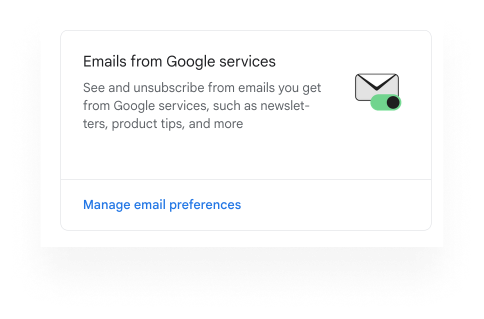 Emails from Google services
See and unsubscribe from emails you get
from Google services, such as newslet-
ters, product tips, and more
Manage email preferences